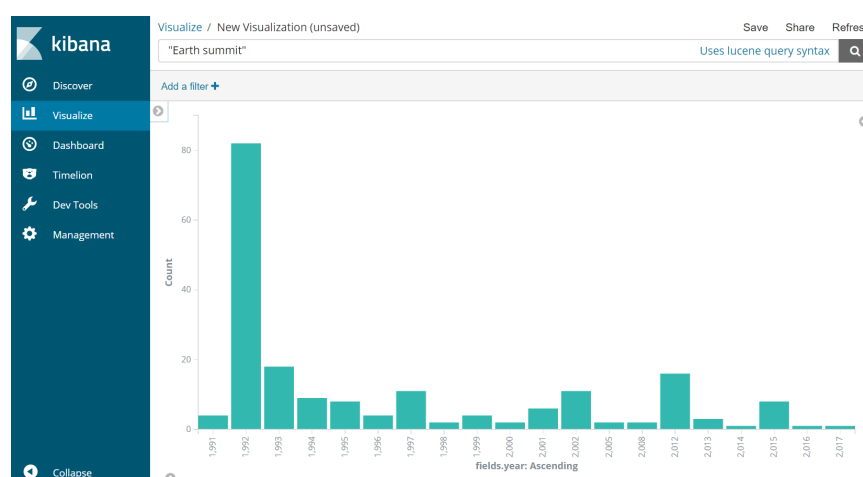 kibana
Discover
Visualize
Dashboard
Timelion
Dev Tools
Management
Collapse
Visualize / New Visualization (unsaved)
Save Share Refres
"Earth summit"
Uses lucene query syntax
Add a filter +
80
60
40
20
0
Count
1,991
1,992
1,993
1,994
1,995
1,996
1,997
1,998
1,999
2,000
2,001
2,002
2,005
2,008
2,012
2,013
2,014
2,015
2,016
2,017
fields.year: Ascending